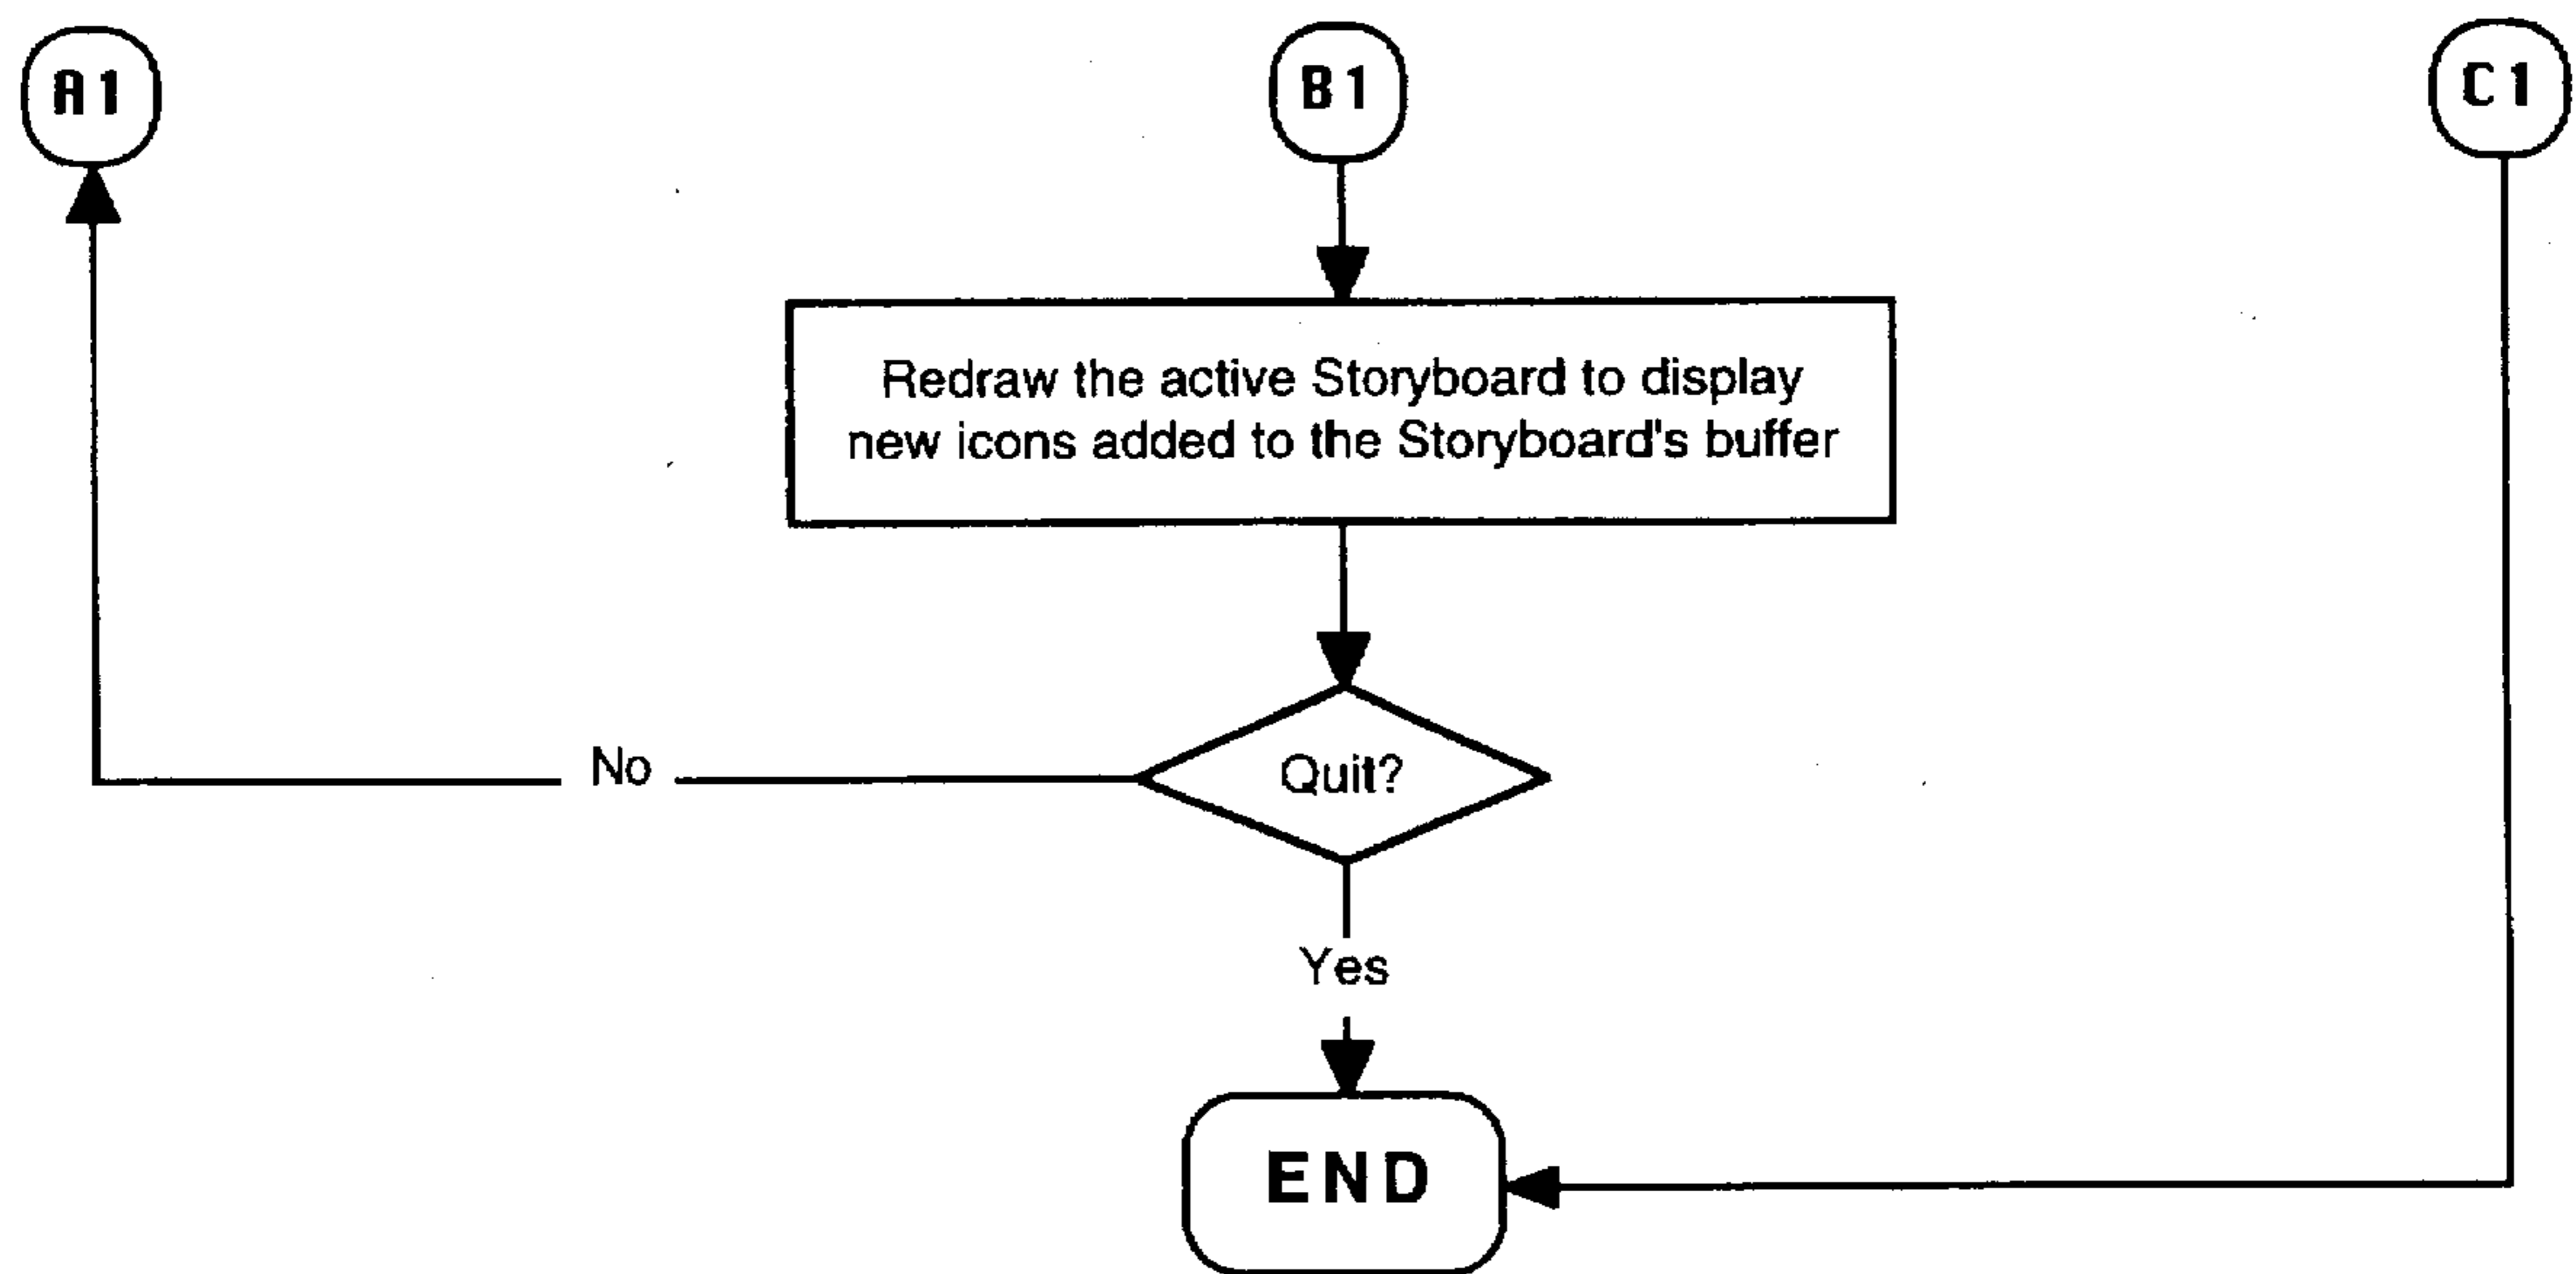 A1
B1
C1
Redraw the active Storyboard to display
new icons added to the Storyboard's buffer
No
Quit?
Yes
END